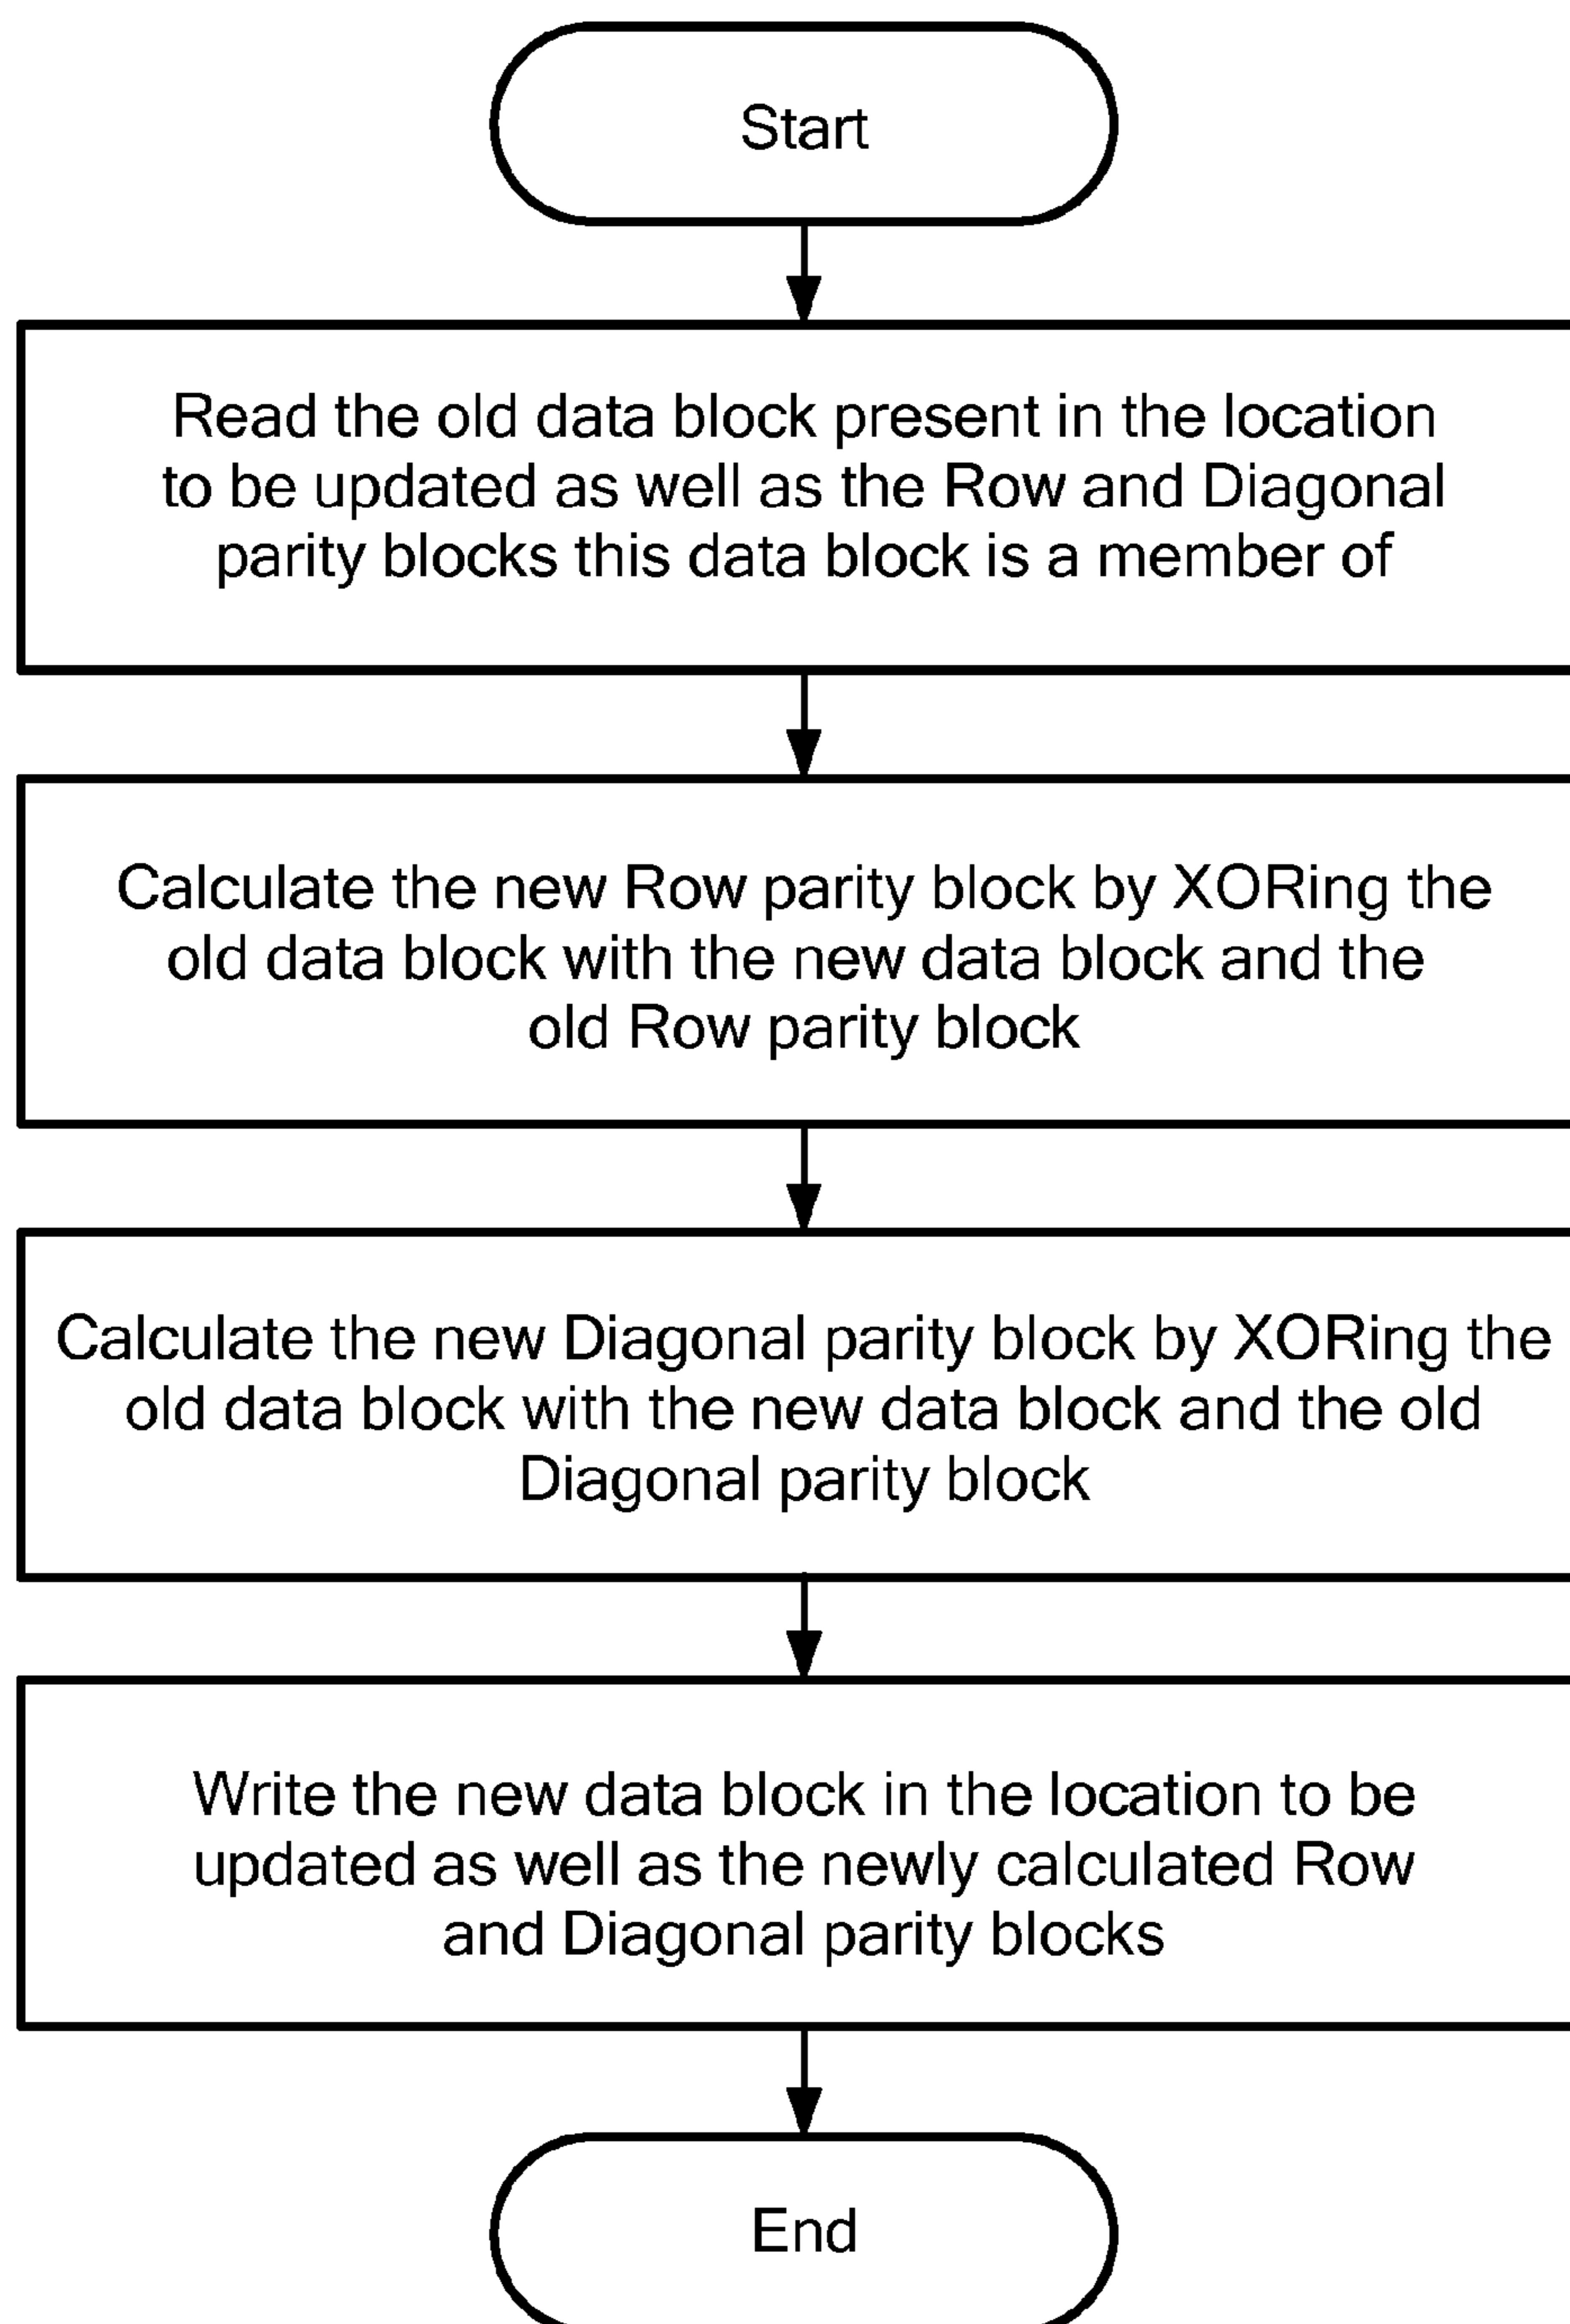 Start
Read the old data block present in the location
to be updated as well as the Row and Diagonal
parity blocks this data block is a member of
Calculate the new Row parity block by XORing the
old data block with the new data block and the
old Row parity block
Calculate the new Diagonal parity block by XORing the
old data block with the new data block and the old
Diagonal parity block
Write the new data block in the location to be
updated as well as the newly calculated Row
and Diagonal parity blocks
End